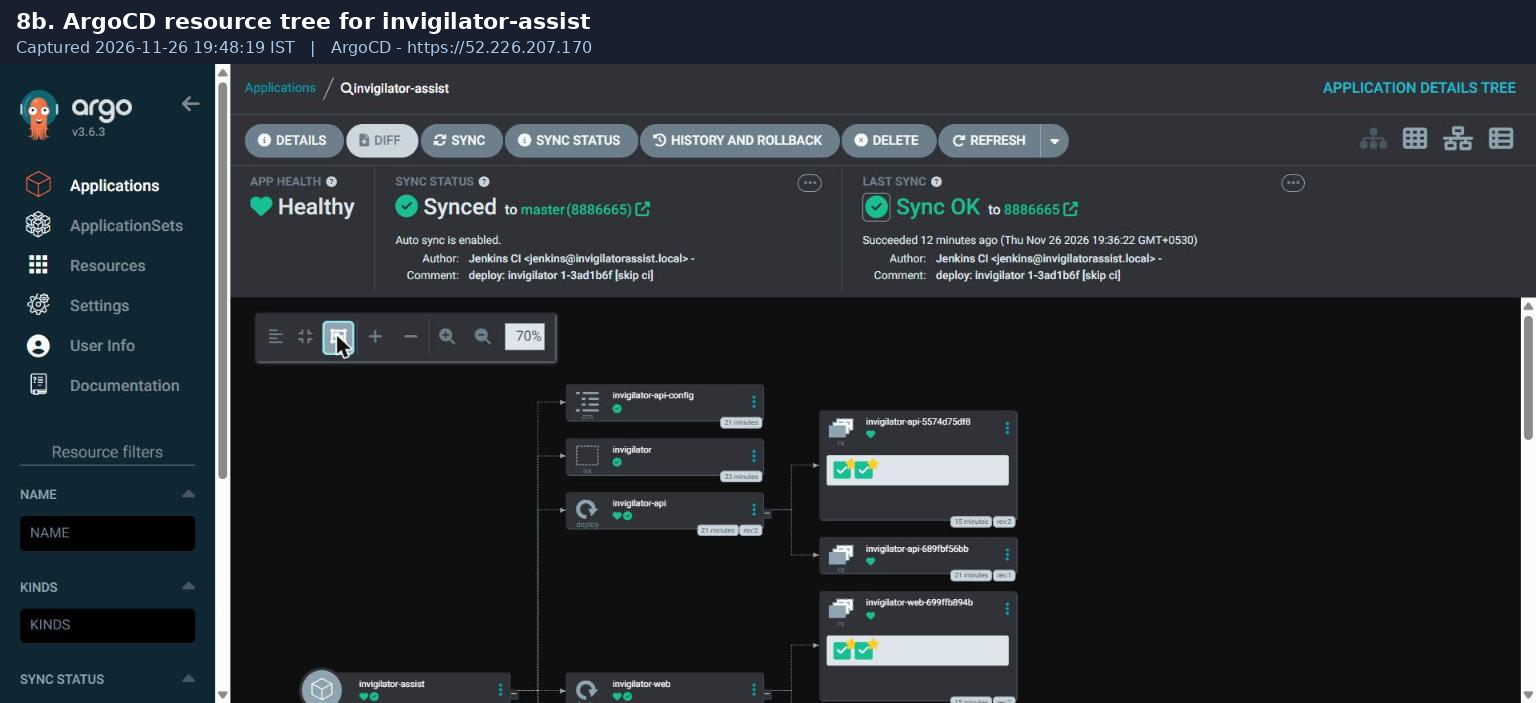 8b. ArgoCD resource tree for invigilator-assist
Captured 2026-11-26 19:48:19 IST | ArgoCD - https://52.226.207.170
argo
v3.6.3
Applications
ApplicationSets
Resources
Settings
User Info
Documentation
Resource filters
NAME
NAME
KINDS
KINDS
SYNC STATUS
Applications / invigilator-assist
APPLICATION DETAILS TREE
DETAILS DIFF SYNC SYNC STATUS HISTORY AND ROLLBACK DELETE REFRESH
APP HEALTH
Healthy
SYNC STATUS
Synced to master(8886665)
Auto sync is enabled.
Author: Jenkins CI <jenkins@invigilatorassist.local> -
Comment: deploy: invigilator 1-3ad1b6f [skip ci]
LAST SYNC
Sync OK to 8886665
Succeeded 12 minutes ago (Thu Nov 26 2026 19:36:22 GMT+0530)
Author: Jenkins CI <jenkins@invigilatorassist.local> -
Comment: deploy: invigilator 1-3ad1b6f [skip ci]
70%
invigilator-assist
invigilator-api-config
cm
21 minutes
invigilator
ns
23 minutes
invigilator-api
deploy
21 minutes rev:2
invigilator-web
invigilator-api-5574d75df8
rs
15 minutes rev:2
invigilator-api-689fbf56bb
rs
21 minutes rev:1
invigilator-web-699ffb894b
rs
15 minutes